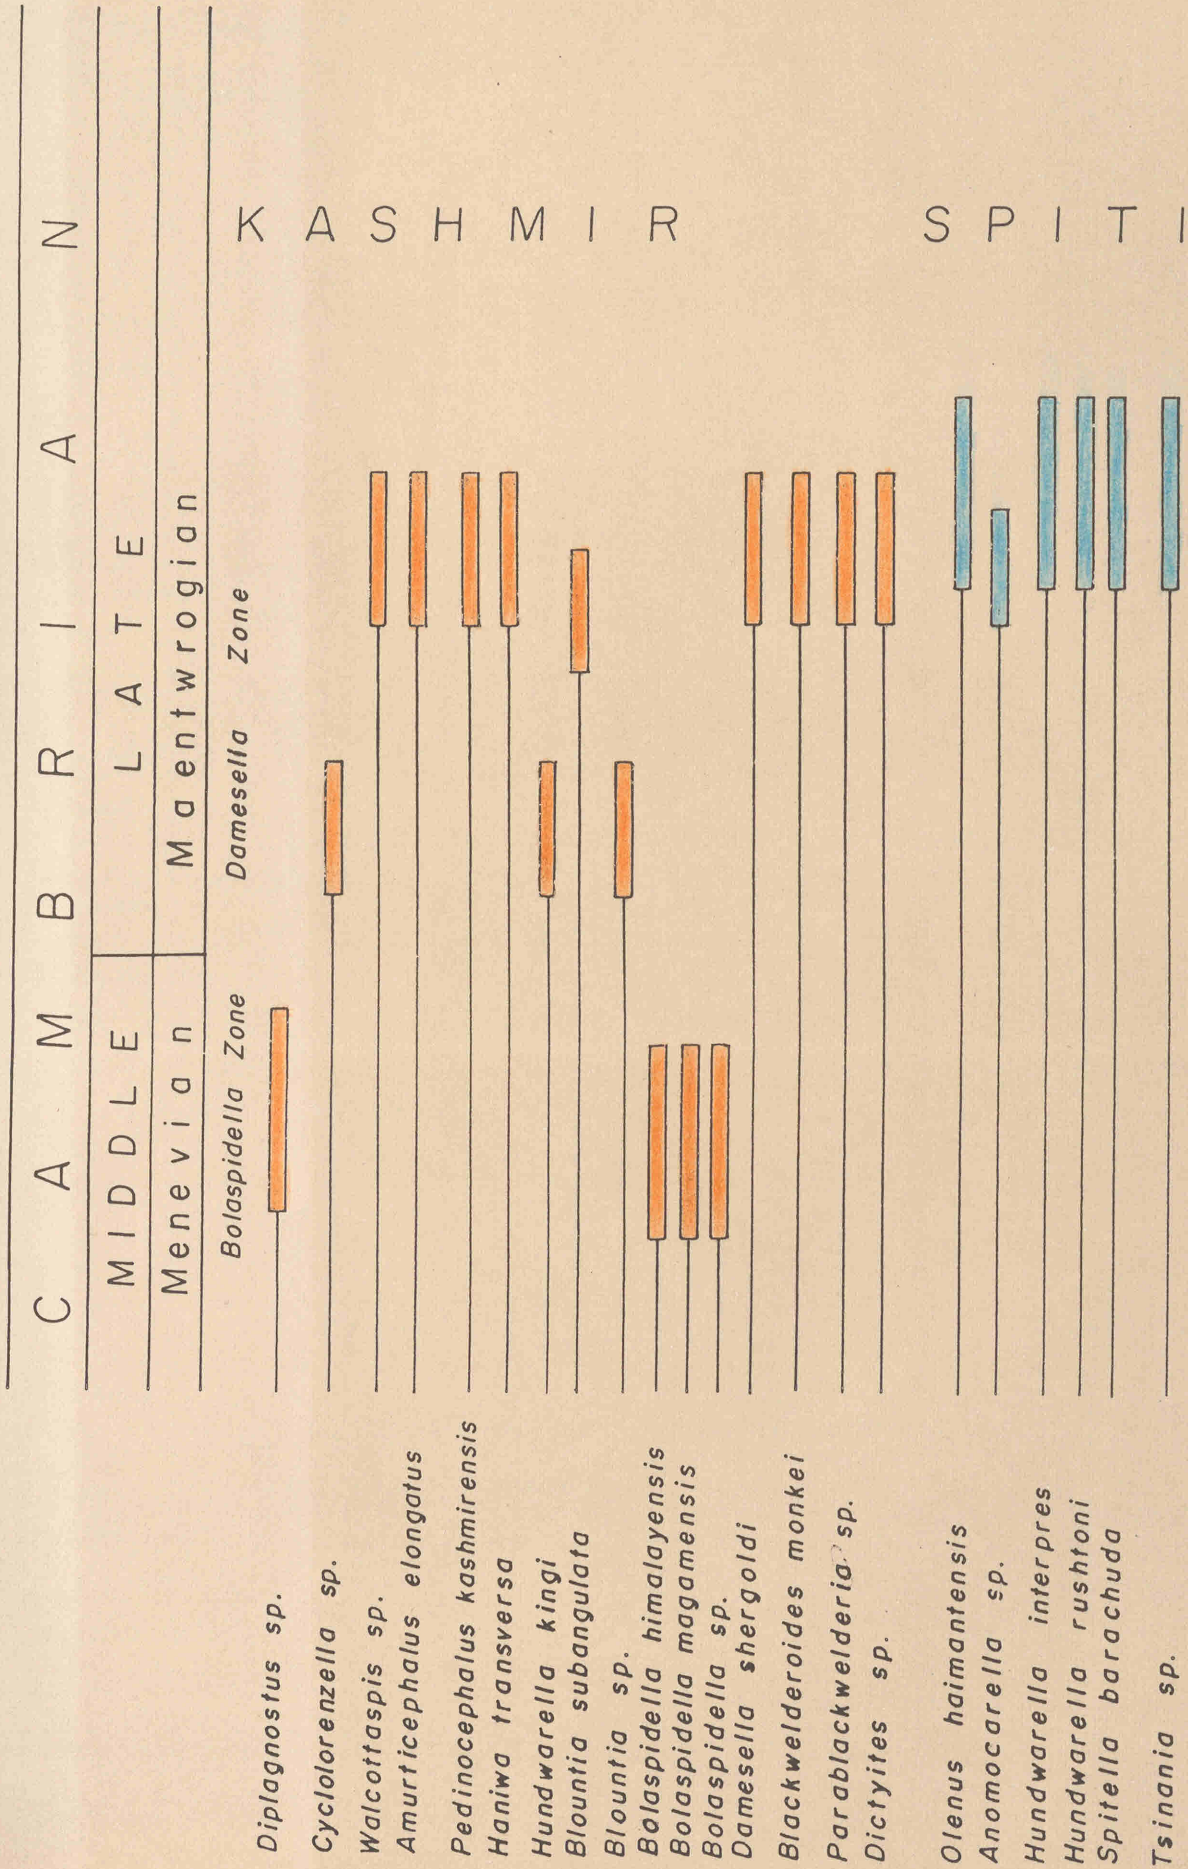 C A M B R I A N
MIDDLE LATE
Menevian Maentwrogian
Bolaspidella Zone Damesella Zone
KASHMIR
Diplagnostus sp.
Cyclolorenzella sp.
Walcottaspis sp.
Amurticephalus elongatus
Pedinocephalus kashmirensis
Haniwa transversa
Hundwarella kingi
Blountia subangulata
Blountia sp.
Bolaspidella himalayensis
Bolaspidella magamensis
Bolaspidella sp.
Damesella shergoldi
Blackwelderoides monkei
Parablackwelderia sp.
Dictyites sp.
SPITI
Olenus haimantensis
Anomocarella sp.
Hundwarella interpres
Hundwarella rushtoni
Spitella barachuda
Tsinania sp.